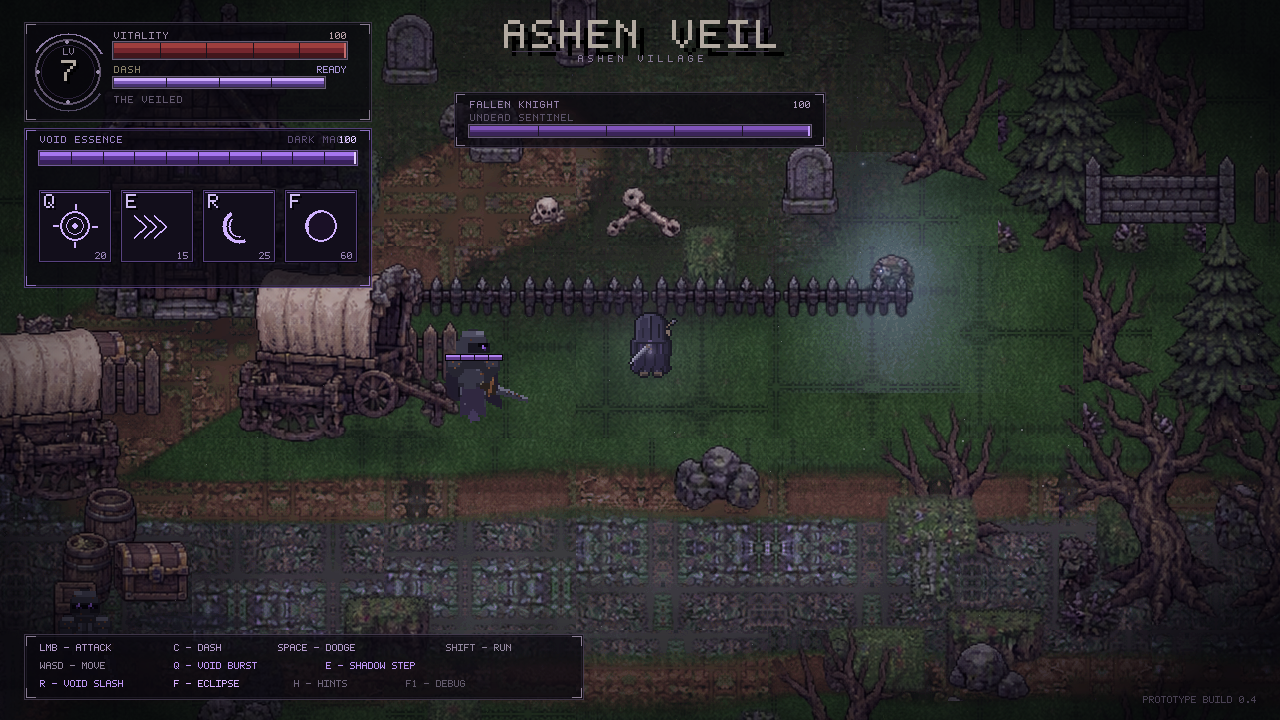 ASHEN VEIL
ASHEN VILLAGE
VITALITY 100
LV
7
DASH READY
THE VEILED
VOID ESSENCE 100
Q E R F
20 15 25 60
FALLEN KNIGHT 100
UNDEAD SENTINEL
LMB - ATTACK C - DASH SPACE - DODGE SHIFT - RUN
WASD - MOVE Q - VOID BURST E - SHADOW STEP
R - VOID SLASH F - ECLIPSE H - HINTS F1 - DEBUG
PROTOTYPE BUILD 0.4